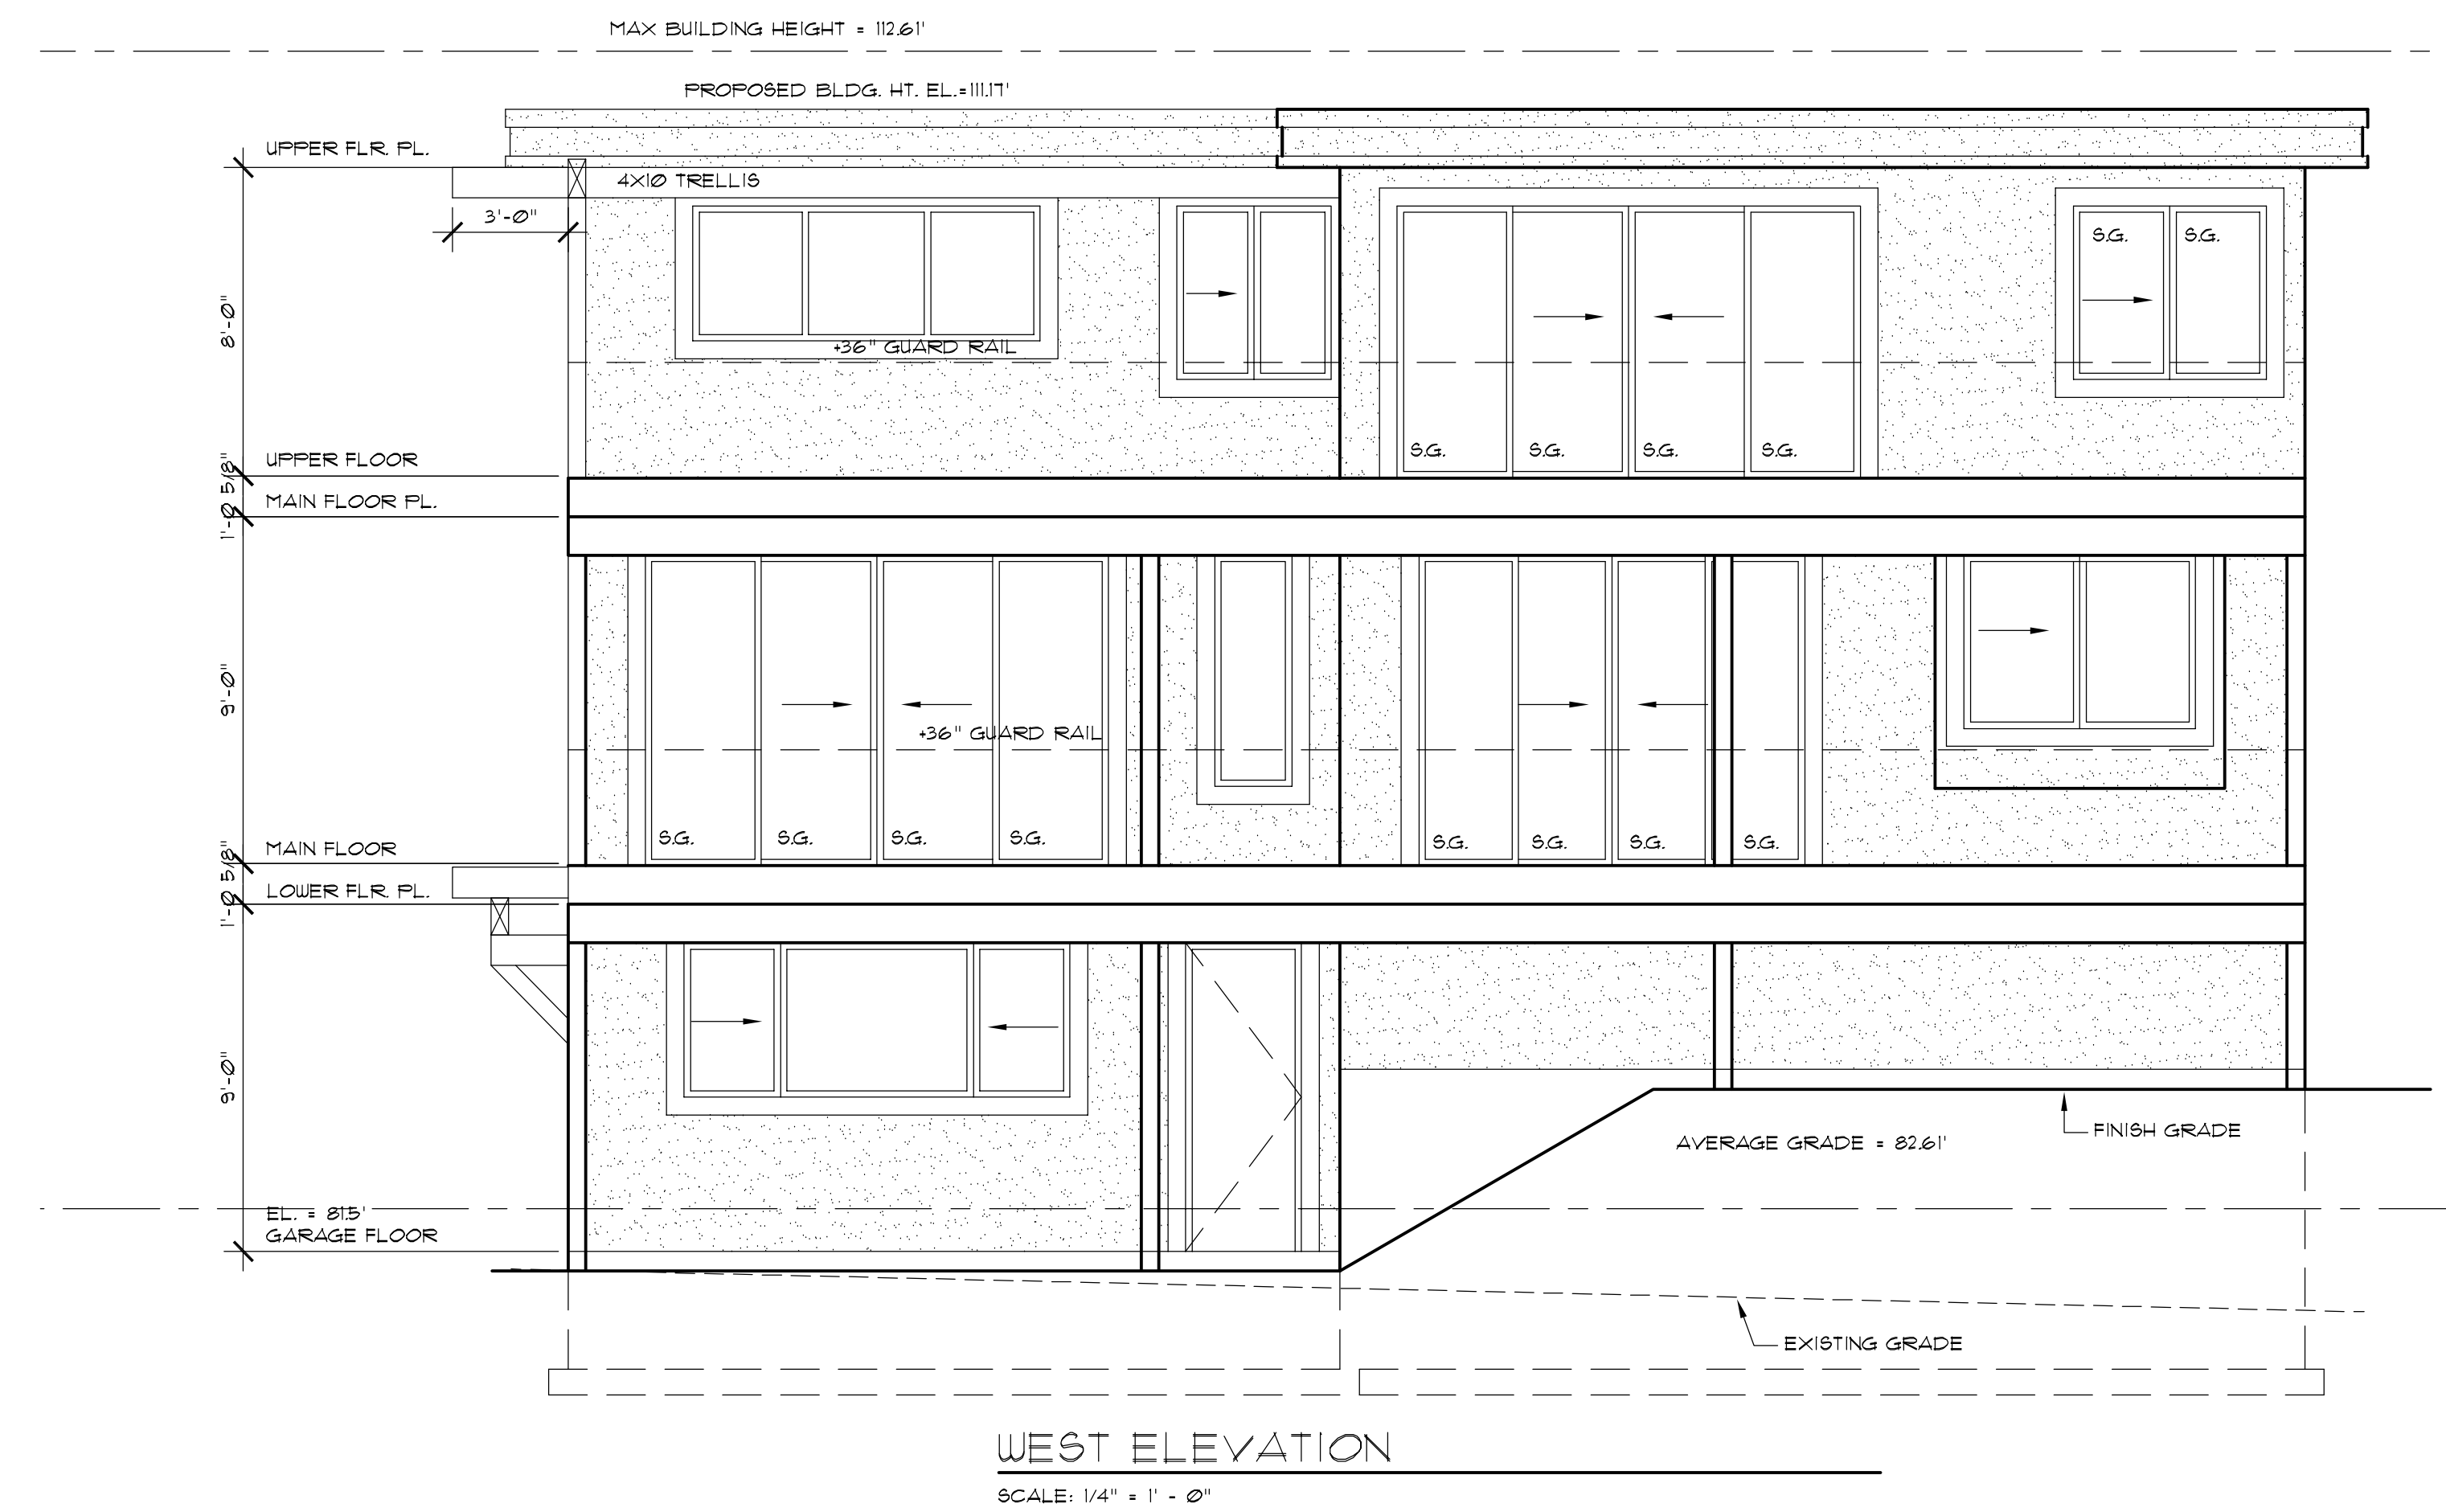 MAX BUILDING HEIGHT = 112.61'
PROPOSED BLDG. HT. EL.=111.17'
UPPER FLR. PL.
4X10 TRELLIS
3'-0"
S.G. S.G.
8'-0"
+36" GUARD RAIL
S.G. S.G. S.G. S.G.
UPPER FLOOR
1'-0 5/8"
MAIN FLOOR PL.
9'-0"
+36" GUARD RAIL
S.G. S.G. S.G. S.G. S.G. S.G. S.G. S.G.
MAIN FLOOR
1'-0 5/8"
LOWER FLR. PL.
9'-0"
FINISH GRADE
AVERAGE GRADE = 82.61'
EL. = 81.5'
GARAGE FLOOR
EXISTING GRADE
WEST ELEVATION
SCALE: 1/4" = 1' - 0"